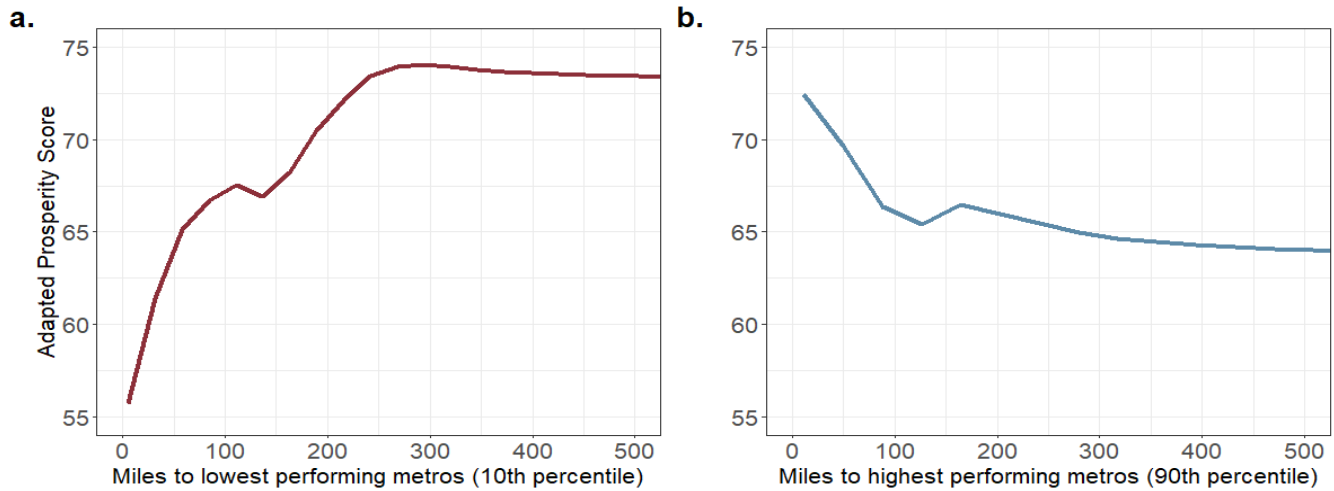 a.
75
70
65
60
55
Adapted Prosperity Score
0 100 200 300 400 500
Miles to lowest performing metros (10th percentile)
b.
75
70
65
60
55
0 100 200 300 400 500
Miles to highest performing metros (90th percentile)